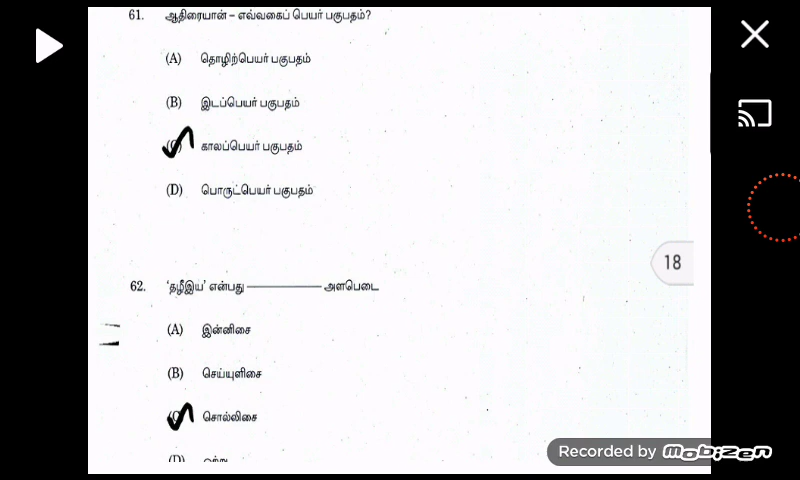 61. ஆதிரையான் – எவ்வகைப் பெயர் பகுபதம்?
(A) தொழிற்பெயர் பகுபதம்
(B) இடப்பெயர் பகுபதம்
(C) காலப்பெயர் பகுபதம்
(D) பொருட்பெயர் பகுபதம்
18
62. ‘தழீஇய’ என்பது ———— அளபெடை
(A) இன்னிசை
(B) செய்யுளிசை
(C) சொல்லிசை
(D) ஒற்று
Recorded by mobizen